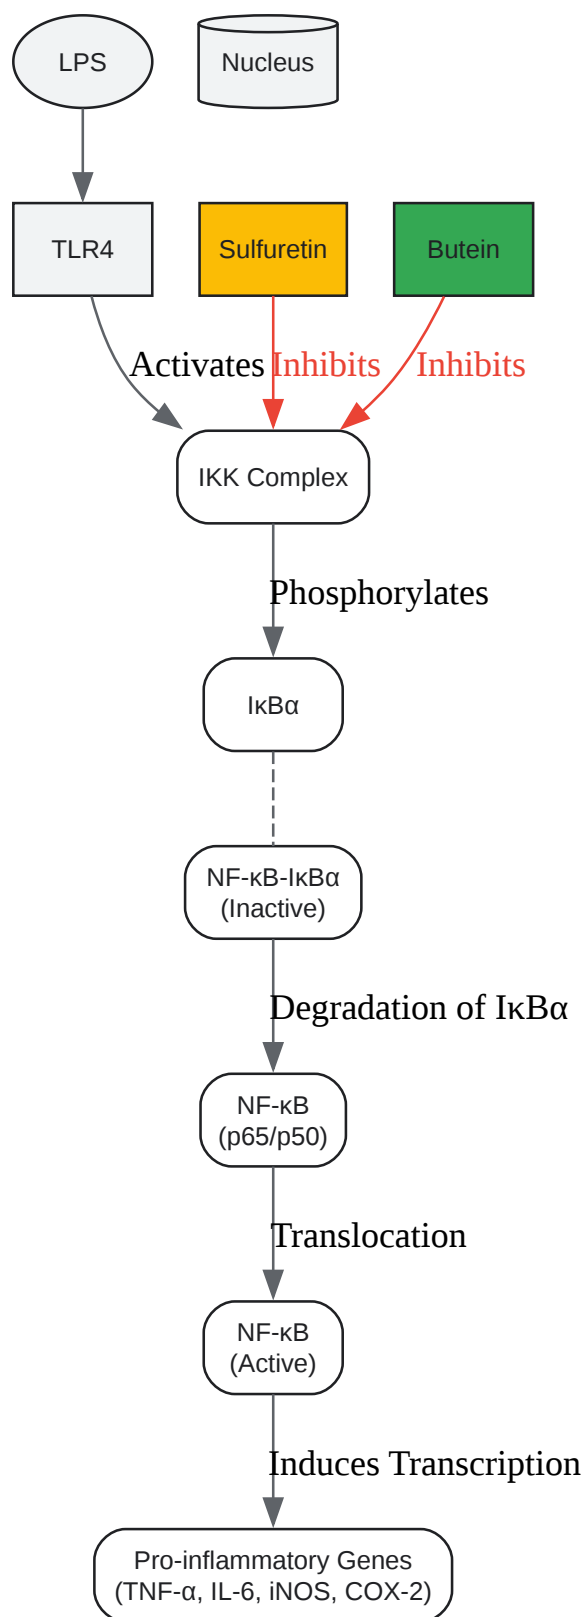 LPS
Nucleus
TLR4
Sulfuretin
Butein
Activates
Inhibits
Inhibits
IKK Complex
Phosphorylates
IκBα
NF-κB-IκBα
(Inactive)
Degradation of IκBα
NF-κB
(p65/p50)
Translocation
NF-κB
(Active)
Induces Transcription
Pro-inflammatory Genes
(TNF-α, IL-6, iNOS, COX-2)